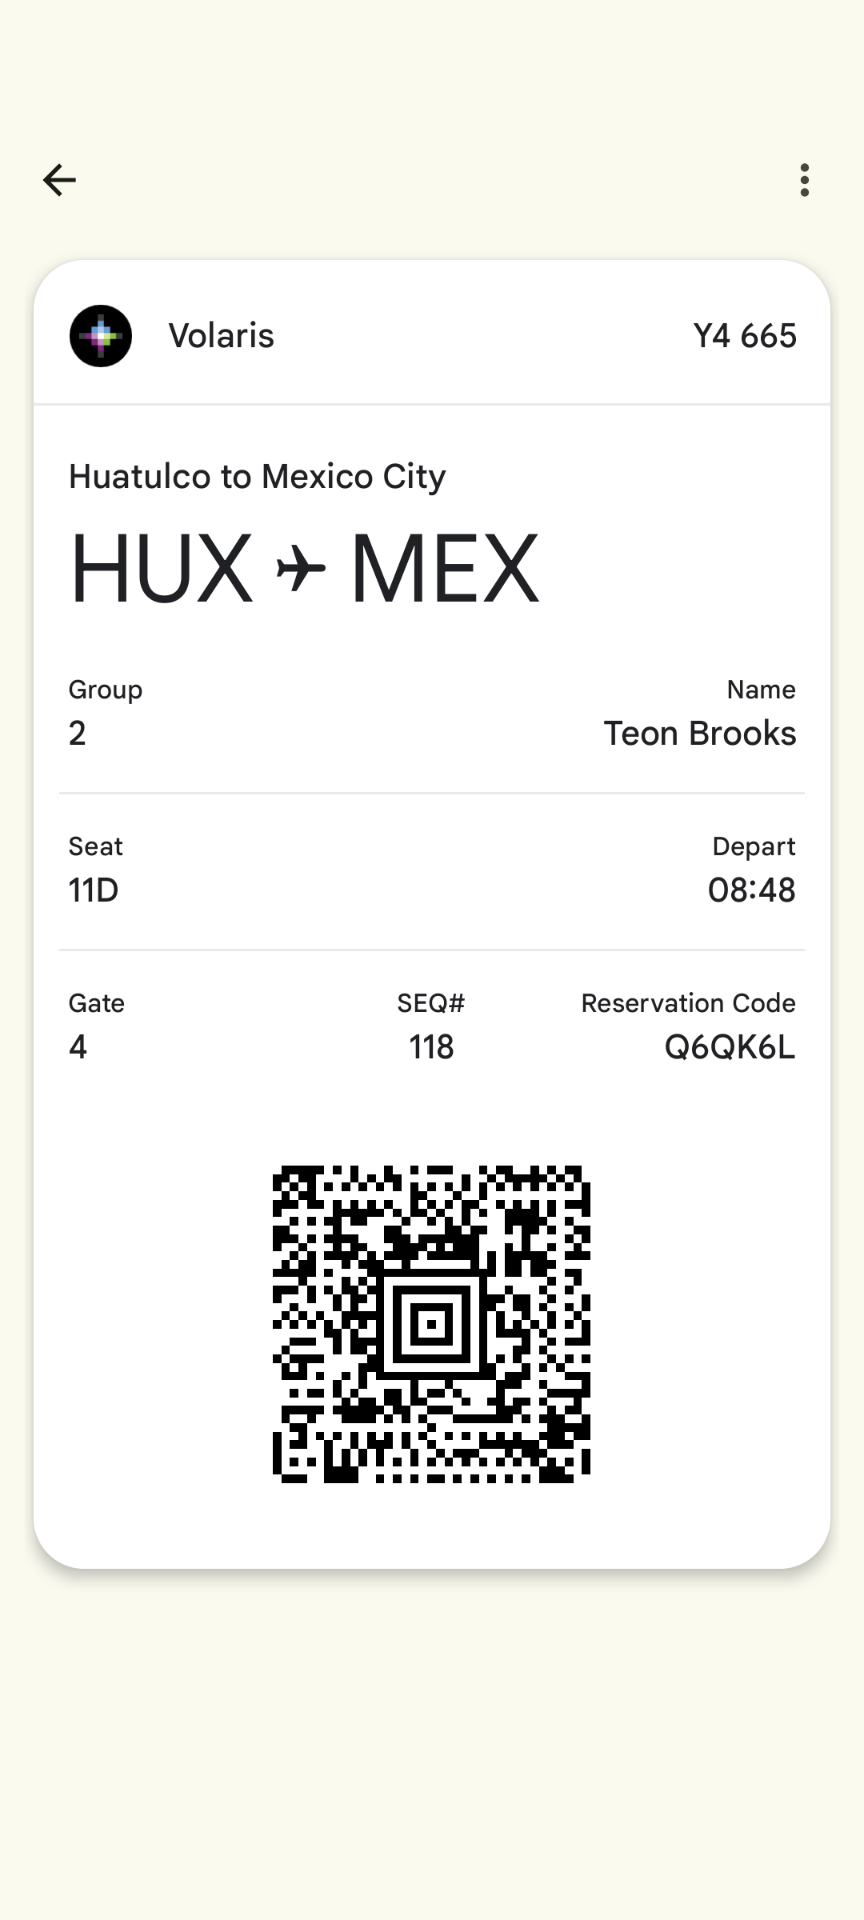 Volaris Y4 665
Huatulco to Mexico City
HUX ✈ MEX
Group Name
2 Teon Brooks
Seat Depart
11D 08:48
Gate SEQ# Reservation Code
4 118 Q6QK6L